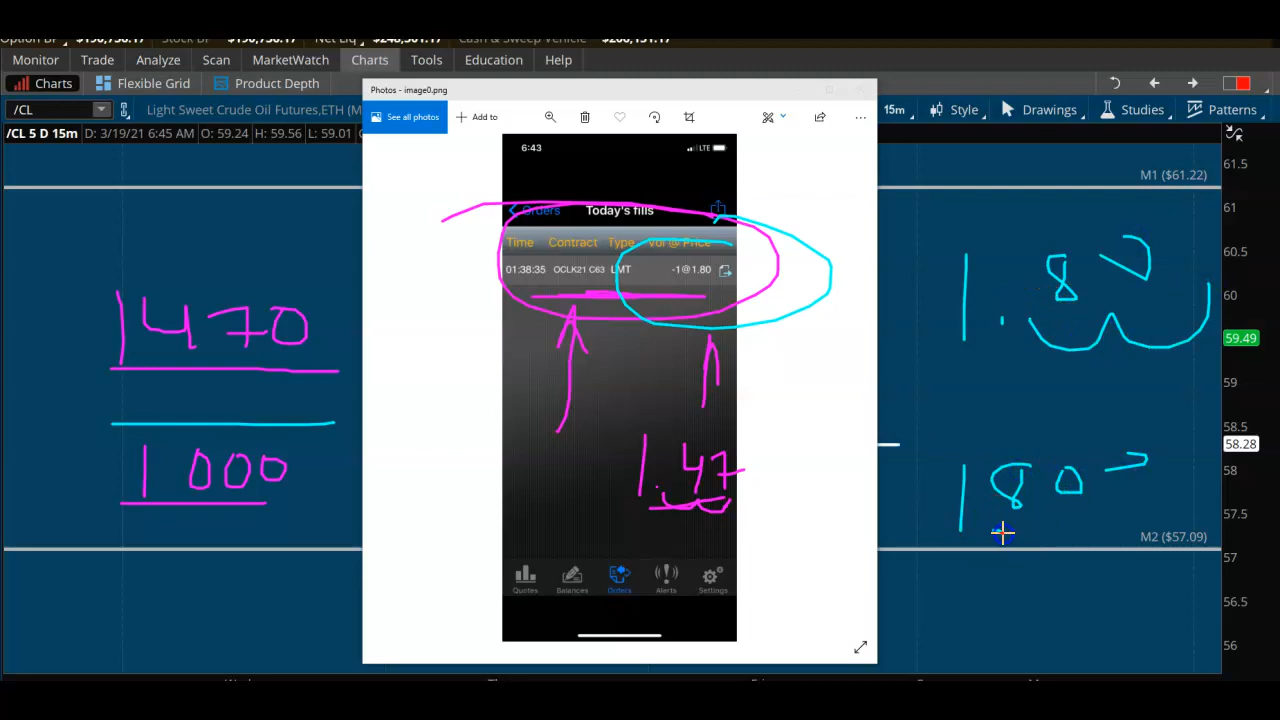 Monitor Trade Analyze Scan MarketWatch Charts Tools Education Help
Charts Flexible Grid Product Depth
/CL Light Sweet Crude Oil Futures,ETH (M 15m Style Drawings Studies Patterns
/CL 5 D 15m D: 3/19/21 6:45 AM O: 59.24 H: 59.56 L: 59.01
Photos - image0.png
See all photos Add to
6:43 LTE
Orders Today's fills
Time Contract Type Vol @ Price
01:38:35 OCLK21 C63 LMT -1@1.80
Quotes Balances Orders Alerts Settings
1470
1000
1.47
1.8
180
M1 ($61.22)
M2 ($57.09)
61.5
61
60.5
60
59.49
59
58.5
58.28
58
57.5
57
56.5
56